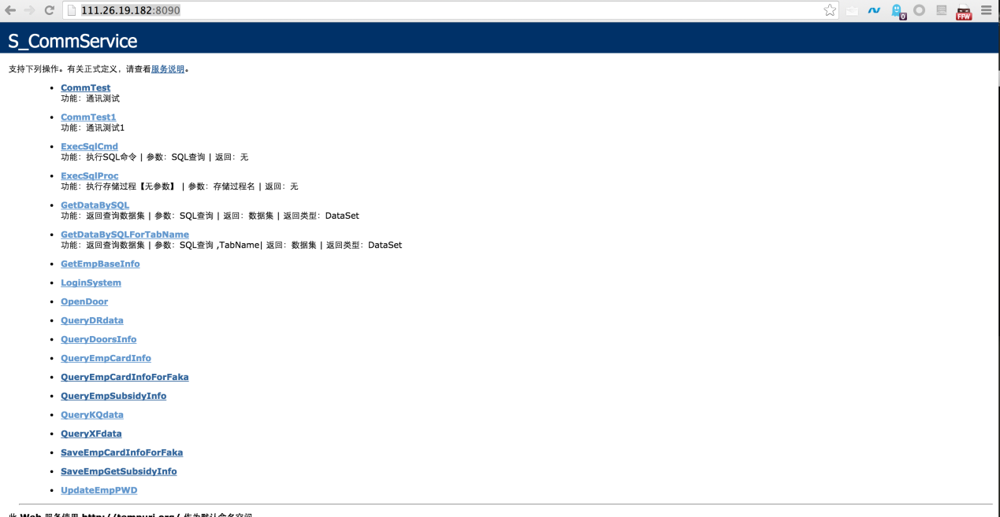 111.26.19.182:8090
0
FFW
S_CommService
支持下列操作。有关正式定义，请查看服务说明。
CommTest
功能：通讯测试
CommTest1
功能：通讯测试1
ExecSqlCmd
功能：执行SQL命令 | 参数：SQL查询 | 返回：无
ExecSqlProc
功能：执行存储过程【无参数】 | 参数：存储过程名 | 返回：无
GetDataBySQL
功能：返回查询数据集 | 参数：SQL查询 | 返回：数据集 | 返回类型：DataSet
GetDataBySQLForTabName
功能：返回查询数据集 | 参数：SQL查询 ,TabName| 返回：数据集 | 返回类型：DataSet
GetEmpBaseInfo
LoginSystem
OpenDoor
QueryDRdata
QueryDoorsInfo
QueryEmpCardInfo
QueryEmpCardInfoForFaka
QueryEmpSubsidyInfo
QueryKQdata
QueryXFdata
SaveEmpCardInfoForFaka
SaveEmpGetSubsidyInfo
UpdateEmpPWD
此 Web 服务使用 http://tempuri.org/ 作为默认命名空间